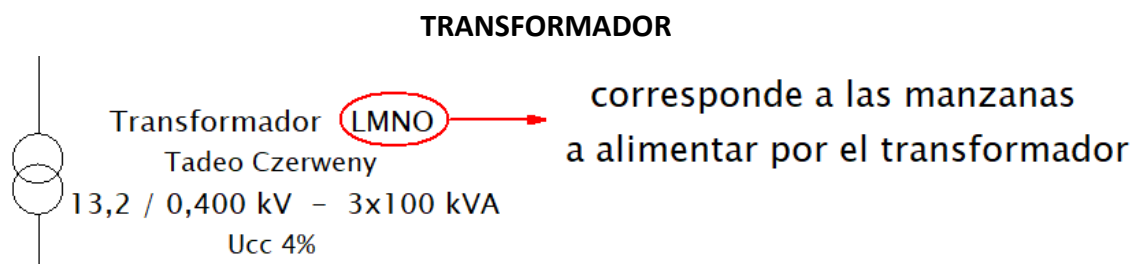 TRANSFORMADOR
Transformador LMNO
Tadeo Czerweny
13,2 / 0,400 kV – 3x100 kVA
Ucc 4%
corresponde a las manzanas
a alimentar por el transformador